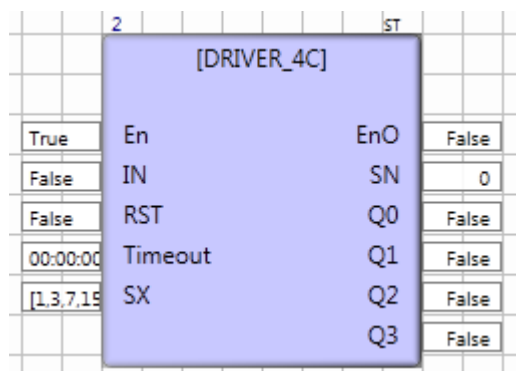 2 ST
[DRIVER_4C]
True En EnO False
False IN SN 0
False RST Q0 False
00:00:00 Timeout Q1 False
[1,3,7,15 SX Q2 False
Q3 False